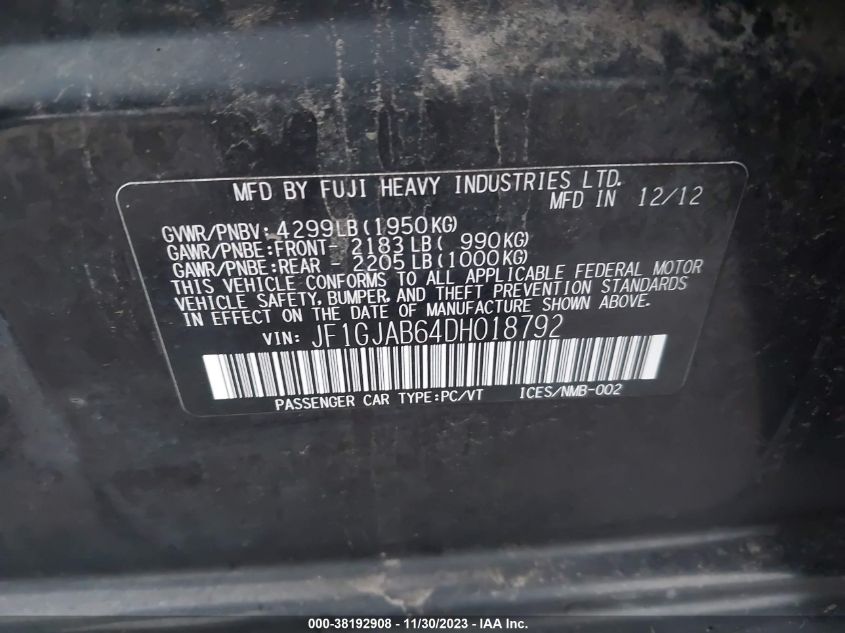 MFD BY FUJI HEAVY INDUSTRIES LTD.
MFD IN 12/12
GVWR/PNBV: 4299LB(1950KG)
GAWR/PNBE:FRONT- 2183LB( 990KG)
GAWR/PNBE:REAR - 2205LB(1000KG)
THIS VEHICLE CONFORMS TO ALL APPLICABLE FEDERAL MOTOR
VEHICLE SAFETY, BUMPER, AND THEFT PREVENTION STANDARDS
IN EFFECT ON THE DATE OF MANUFACTURE SHOWN ABOVE.
VIN: JF1GJAB64DH018792
PASSENGER CAR TYPE:PC/VT ICES/NMB-002
000-38192908 - 11/30/2023 - IAA Inc.